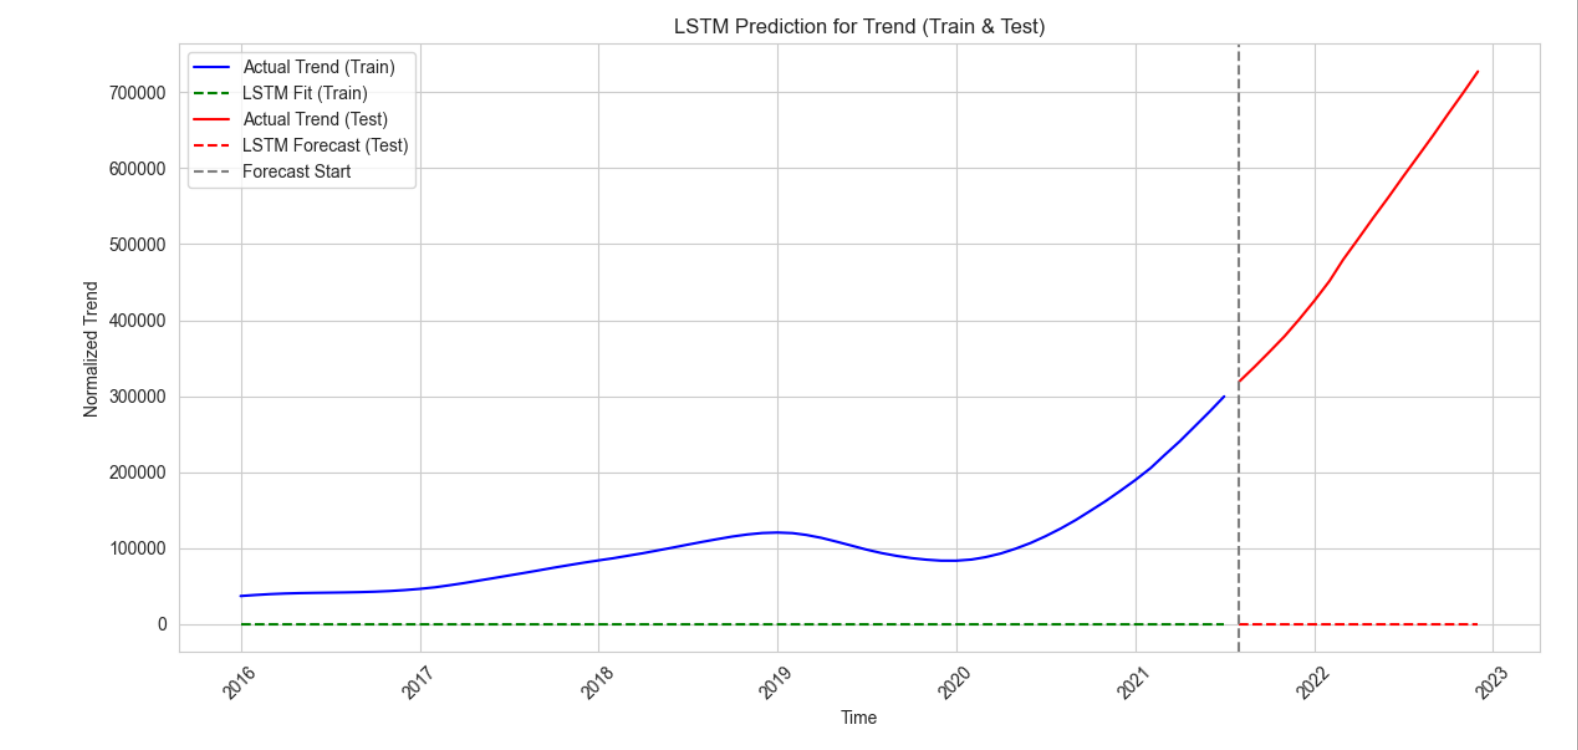 LSTM Prediction for Trend (Train & Test)
Actual Trend (Train)
LSTM Fit (Train)
Actual Trend (Test)
LSTM Forecast (Test)
Forecast Start
Normalized Trend
700000
600000
500000
400000
300000
200000
100000
0
2016
2017
2018
2019
2020
2021
2022
2023
Time